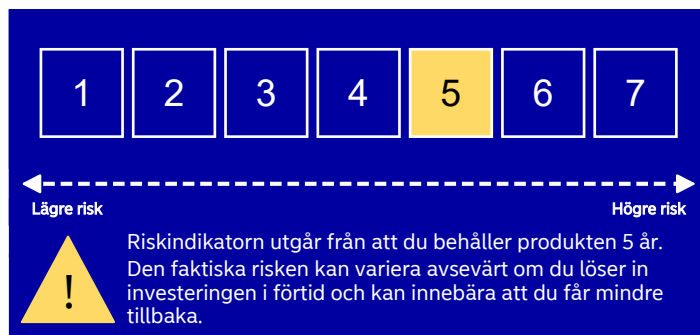 1 2 3 4 5 6 7
Lägre risk Högre risk
Riskindikatorn utgår från att du behåller produkten 5 år.
Den faktiska risken kan variera avsevärt om du löser in
investeringen i förtid och kan innebära att du får mindre
tillbaka.
!